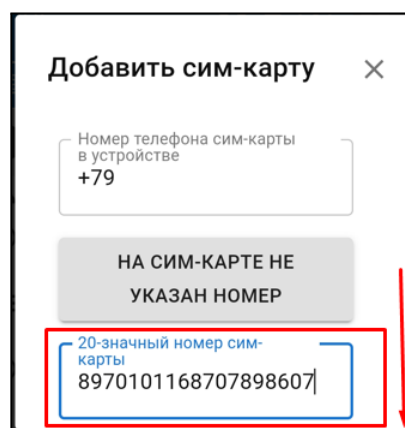 Добавить сим-карту
Номер телефона сим-карты
в устройстве
+79
НА СИМ-КАРТЕ НЕ
УКАЗАН НОМЕР
20-значный номер сим-
карты
8970101168707898607